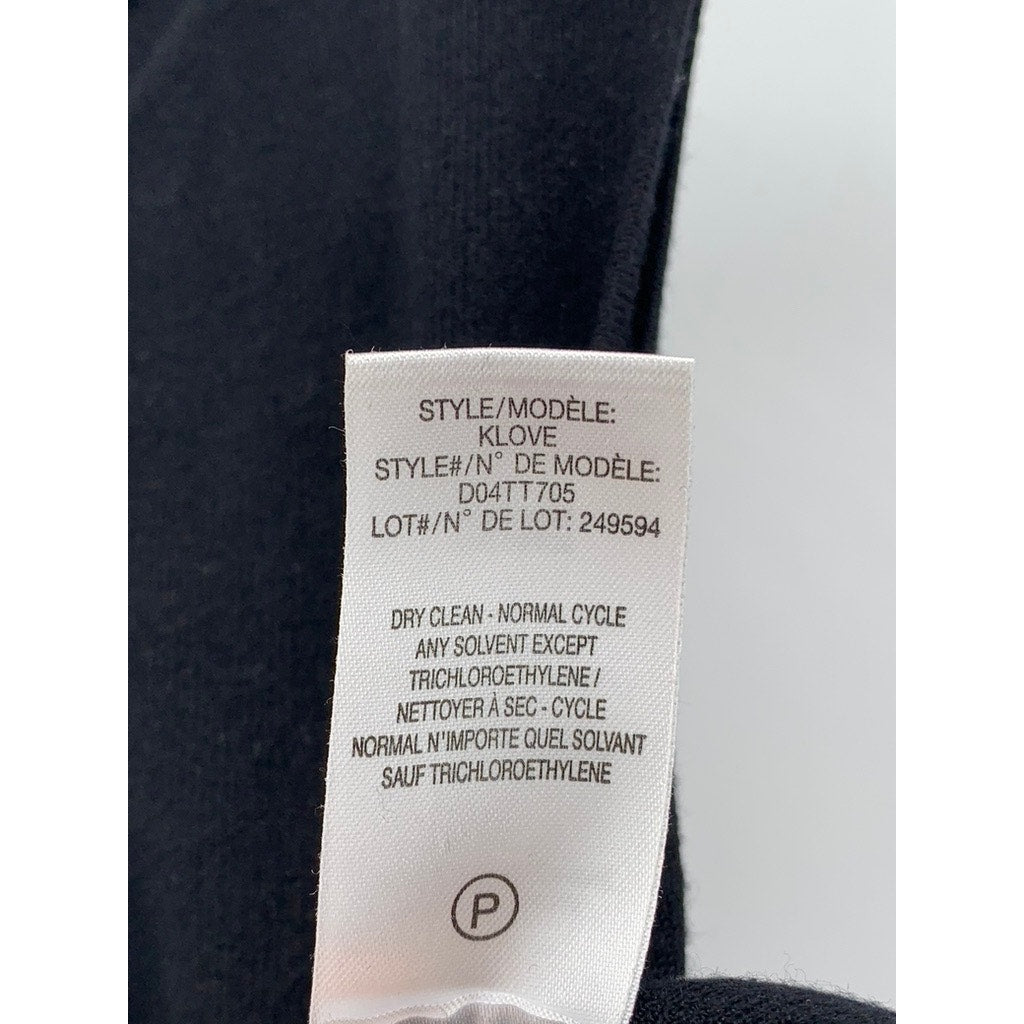 STYLE/MODÈLE:
KLOVE
STYLE#/N° DE MODÈLE:
D04TT705
LOT#/N° DE LOT: 249594
DRY CLEAN - NORMAL CYCLE
ANY SOLVENT EXCEPT
TRICHLOROETHYLENE /
NETTOYER À SEC - CYCLE
NORMAL N'IMPORTE QUEL SOLVANT
SAUF TRICHLOROETHYLENE
P